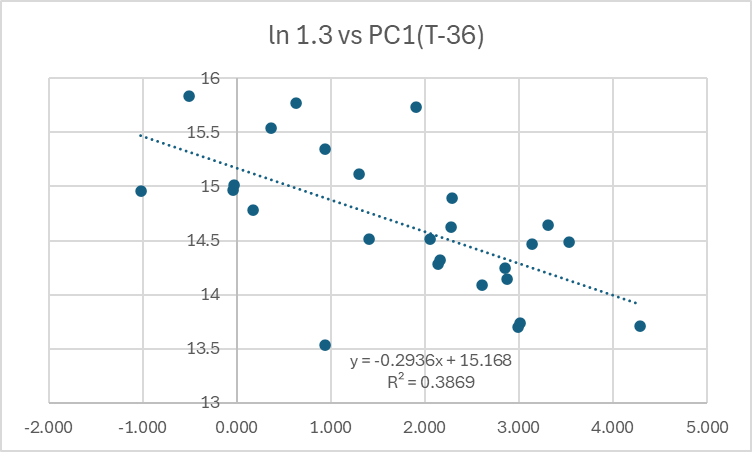 ln 1.3 vs PC1(T-36)
16
15.5
15
14.5
14
13.5
13
y = -0.2936x + 15.168
R² = 0.3869
-2.000 -1.000 0.000 1.000 2.000 3.000 4.000 5.000